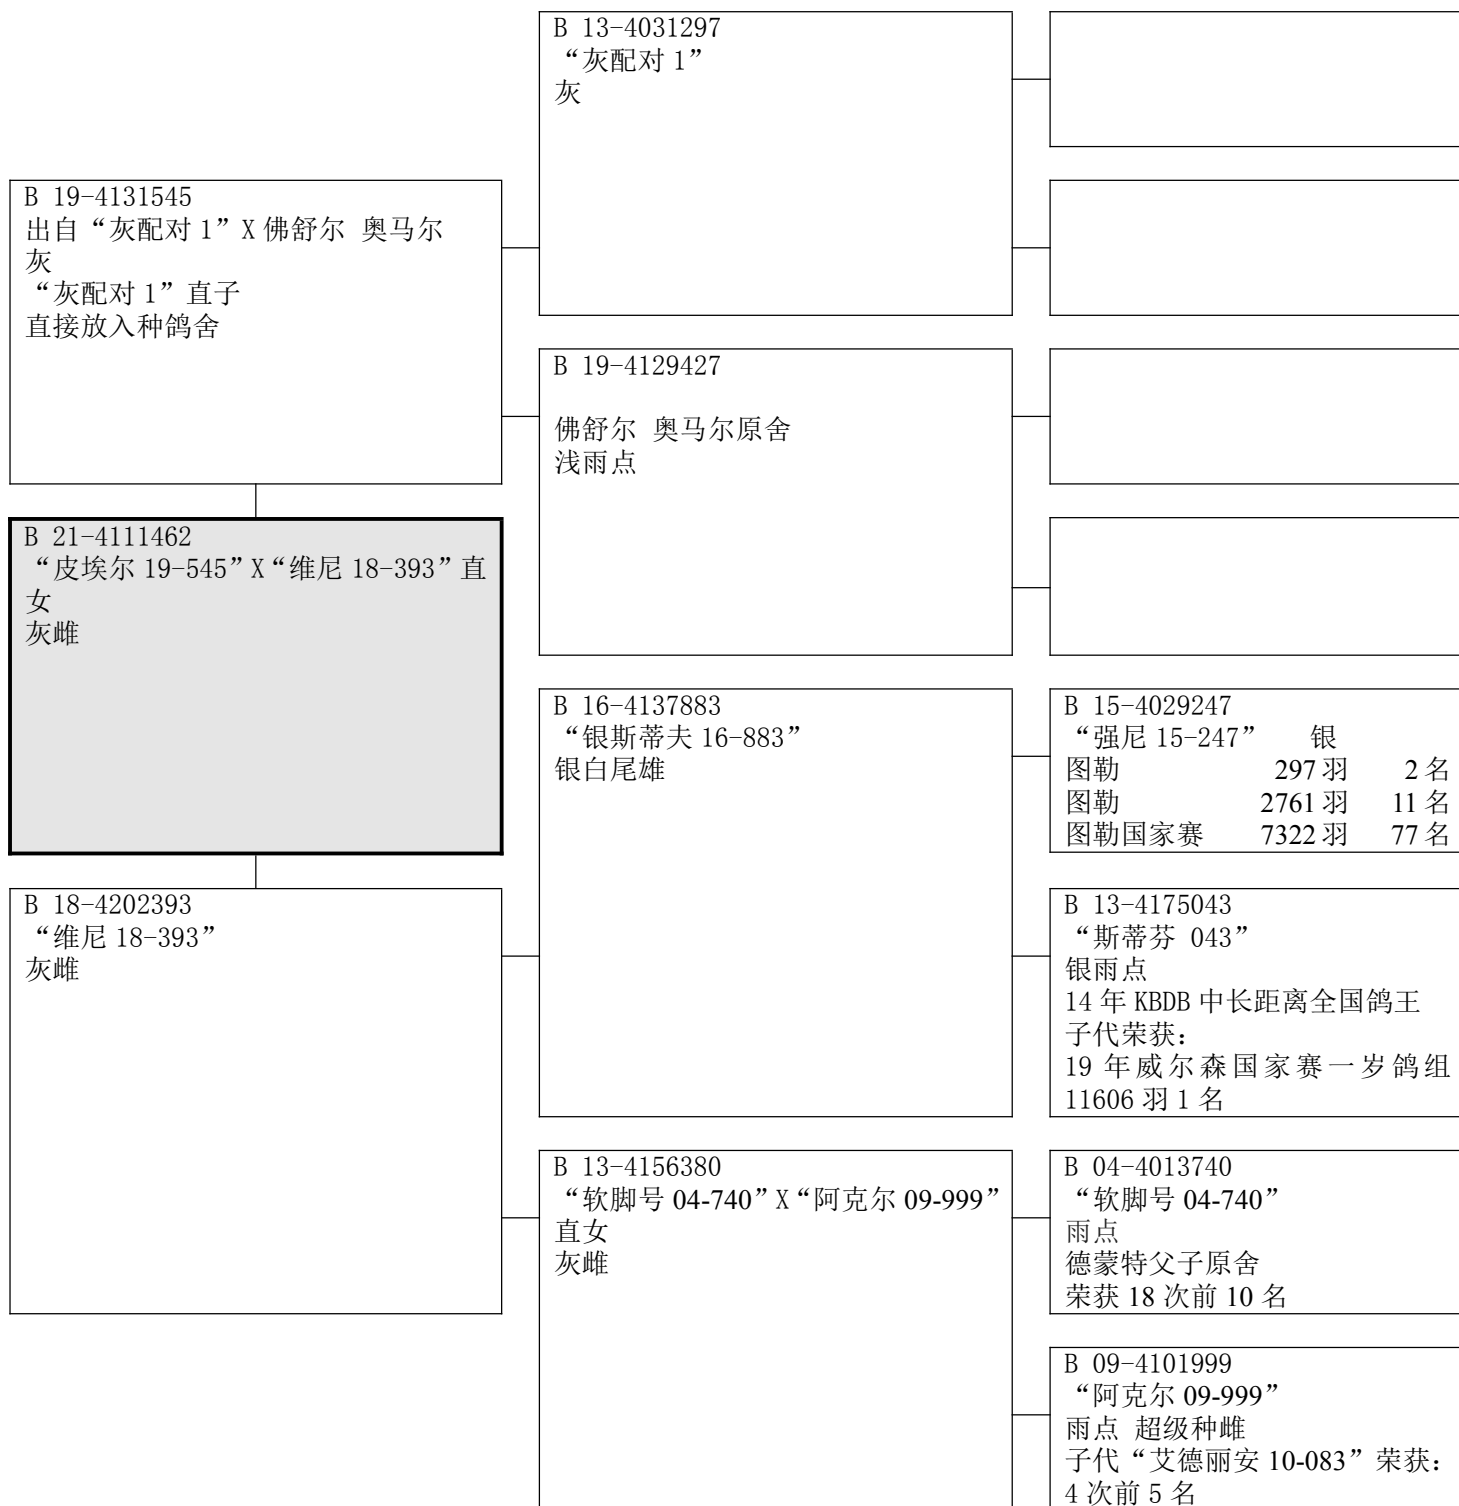 B 13-4031297
“灰配对 1”
灰
B 19-4131545
出自“灰配对 1”X 佛舒尔 奥马尔
灰
“灰配对 1”直子
直接放入种鸽舍
B 19-4129427
佛舒尔 奥马尔原舍
浅雨点
B 21-4111462
“皮埃尔 19-545”X“维尼 18-393”直
女
灰雌
B 16-4137883
“银斯蒂夫 16-883”
银白尾雄
B 15-4029247
“强尼 15-247” 银
图勒 297 羽 2 名
图勒 2761 羽 11 名
图勒国家赛 7322 羽 77 名
B 18-4202393
“维尼 18-393”
灰雌
B 13-4175043
“斯蒂芬 043”
银雨点
14 年 KBDB 中长距离全国鸽王
子代荣获：
19 年威尔森国家赛一岁鸽组
11606 羽 1 名
B 13-4156380
“软脚号 04-740”X“阿克尔 09-999”
直女
灰雌
B 04-4013740
“软脚号 04-740”
雨点
德蒙特父子原舍
荣获 18 次前 10 名
B 09-4101999
“阿克尔 09-999”
雨点 超级种雌
子代“艾德丽安 10-083”荣获：
4 次前 5 名